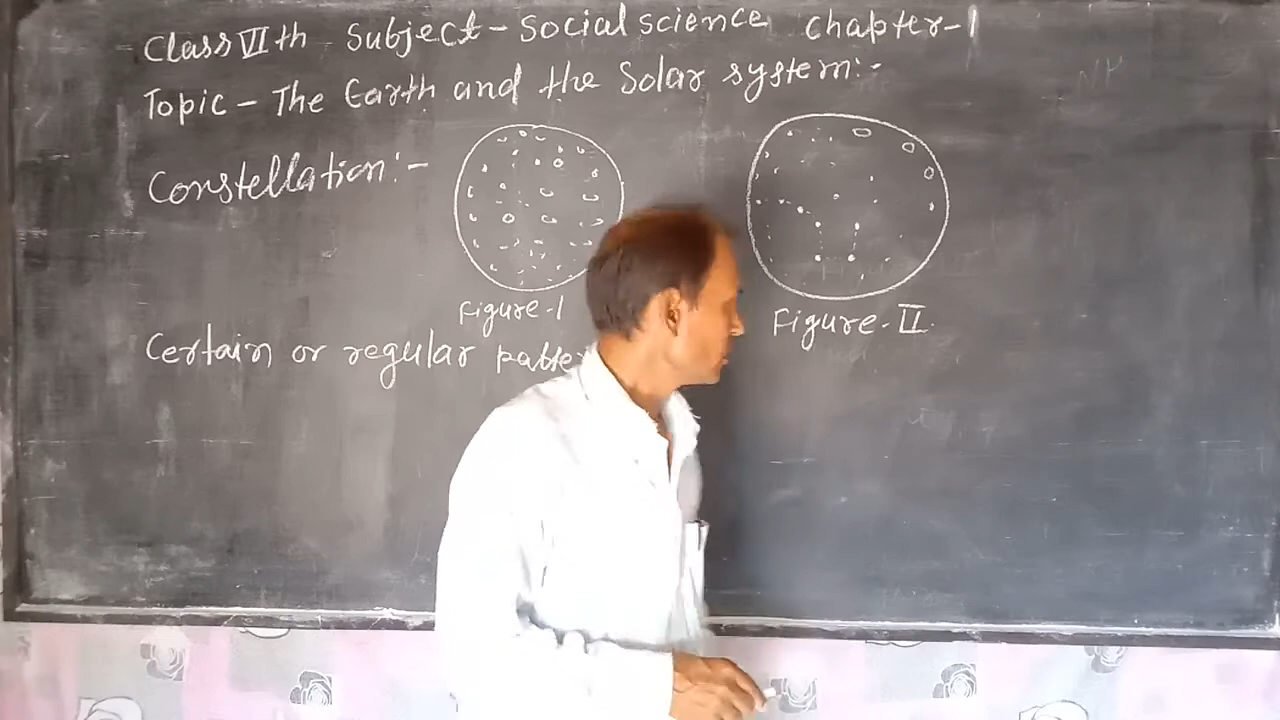 Class VI th Subject - Social science Chapter-1
Topic - The Earth and the Solar system:-
Constellation:-
Figure-1
Figure-II.
Certain or regular